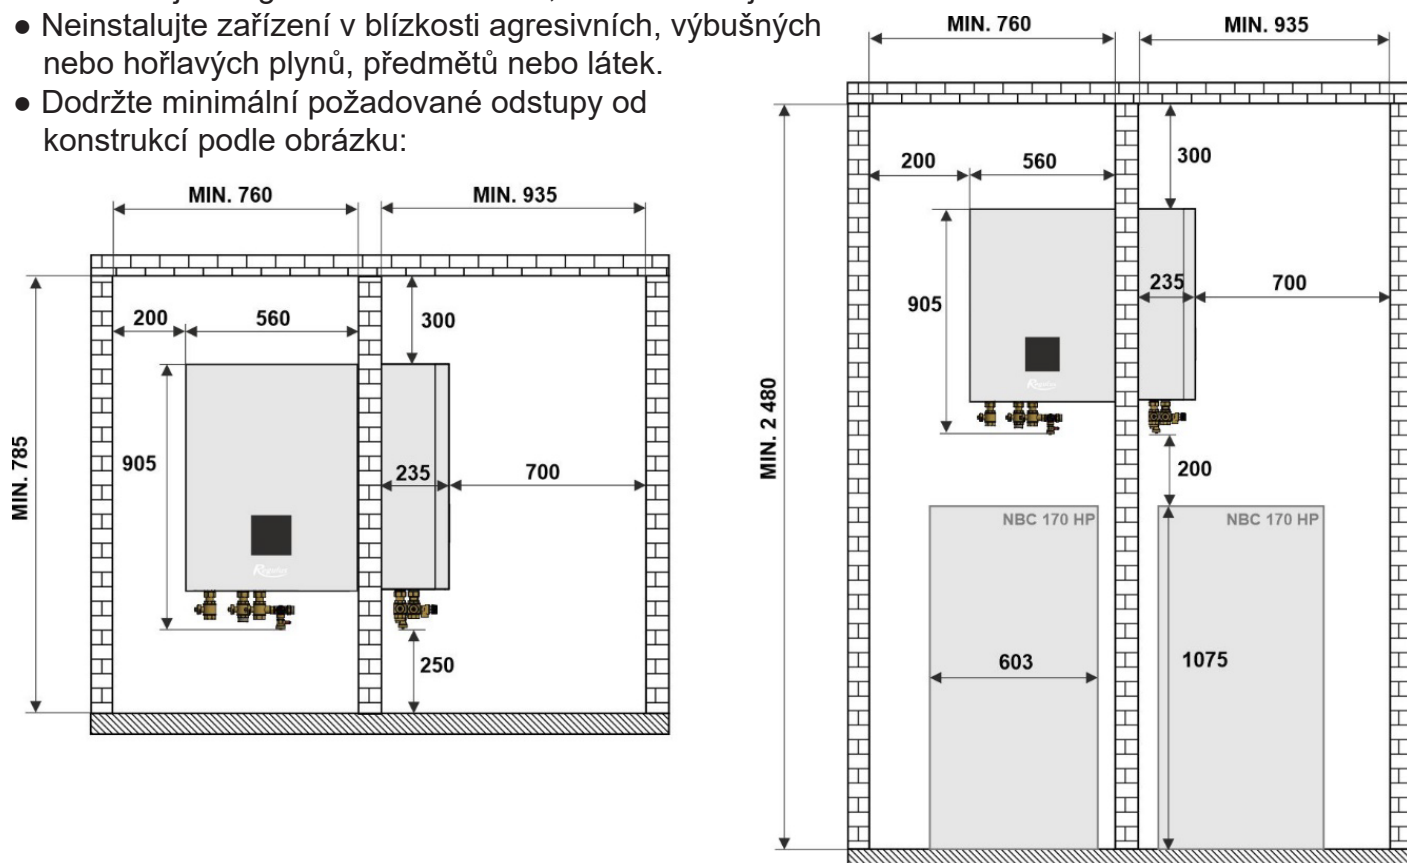 ● Neinstalujte zařízení v blízkosti agresivních, výbušných
nebo hořlavých plynů, předmětů nebo látek.
● Dodržte minimální požadované odstupy od
konstrukcí podle obrázku:
MIN. 760
MIN. 935
200
560
300
MIN. 785
905
235
700
250
Regulus
MIN. 760
MIN. 935
200
560
300
905
235
700
MIN. 2 480
Regulus
200
NBC 170 HP
NBC 170 HP
603
1075